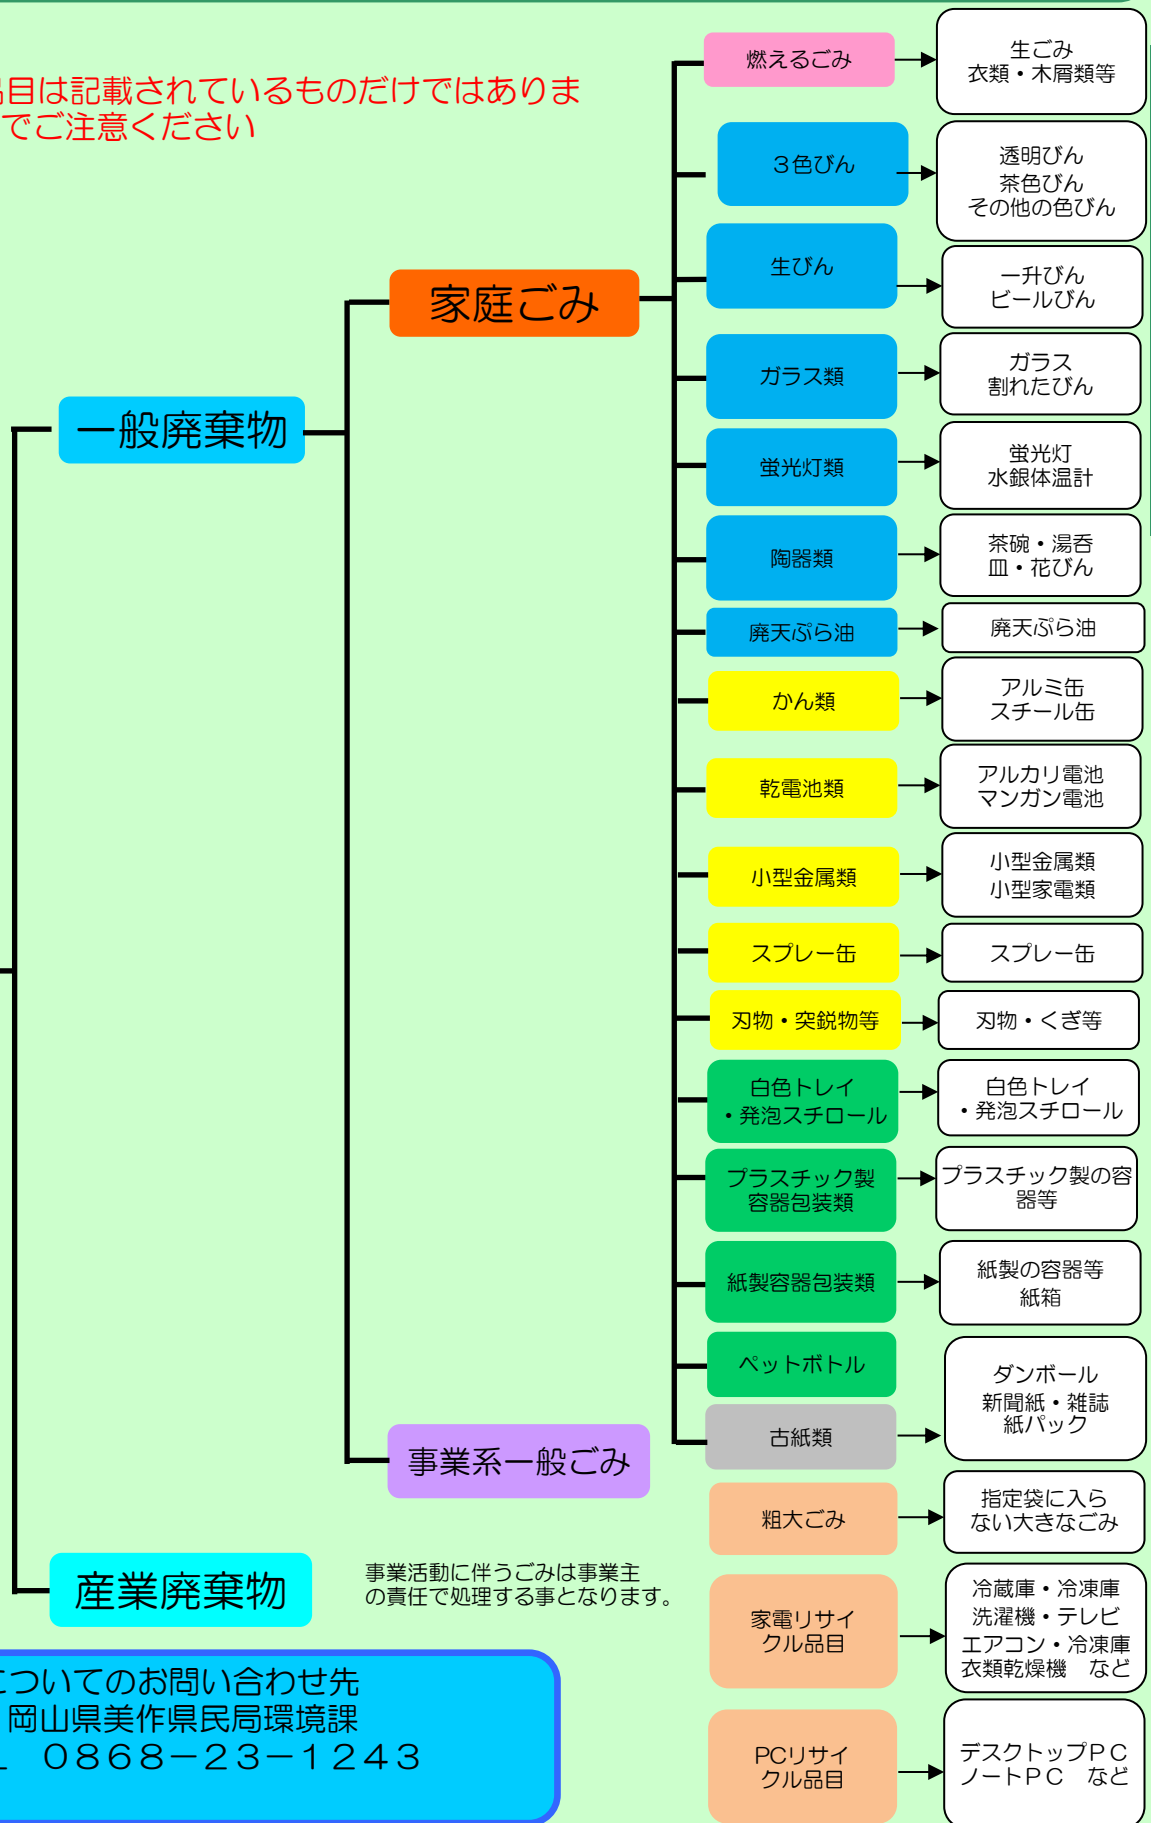 品目は記載されているものだけではありま
でご注意ください
一般廃棄物
家庭ごみ
燃えるごみ
生ごみ
衣類・木屑類等
３色びん
透明びん
茶色びん
その他の色びん
生びん
一升びん
ビールびん
ガラス類
ガラス
割れたびん
蛍光灯類
蛍光灯
水銀体温計
陶器類
茶碗・湯呑
皿・花びん
廃天ぷら油
廃天ぷら油
かん類
アルミ缶
スチール缶
乾電池類
アルカリ電池
マンガン電池
小型金属類
小型金属類
小型家電類
スプレー缶
スプレー缶
刃物・突鋭物等
刃物・くぎ等
白色トレイ
・発泡スチロール
白色トレイ
・発泡スチロール
プラスチック製
容器包装類
プラスチック製の容
器等
紙製容器包装類
紙製の容器等
紙箱
ペットボトル
古紙類
ダンボール
新聞紙・雑誌
紙パック
粗大ごみ
指定袋に入ら
ない大きなごみ
家電リサイ
クル品目
冷蔵庫・冷凍庫
洗濯機・テレビ
エアコン・冷凍庫
衣類乾燥機　など
PCリサイ
クル品目
デスクトップＰＣ
ノートＰＣ　など
事業系一般ごみ
産業廃棄物
事業活動に伴うごみは事業主
の責任で処理する事となります。
についてのお問い合わせ先
岡山県美作県民局環境課
０８６８－２３－１２４３